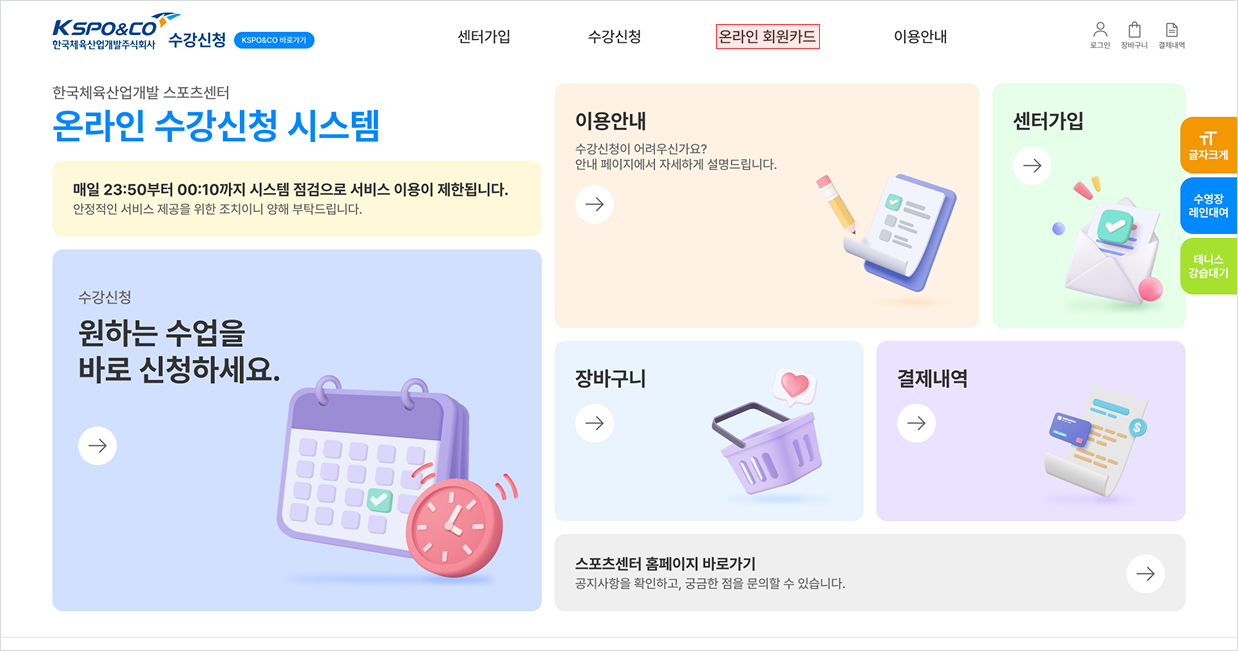 KSPO&CO
한국체육산업개발주식회사
수강신청
KSPO&CO 바로가기
센터가입
수강신청
온라인 회원카드
이용안내
로그인
장바구니
결제내역
한국체육산업개발 스포츠센터
온라인 수강신청 시스템
매일 23:50부터 00:10까지 시스템 점검으로 서비스 이용이 제한됩니다.
안정적인 서비스 제공을 위한 조치이니 양해 부탁드립니다.
수강신청
원하는 수업을
바로 신청하세요.
이용안내
수강신청이 어려우신가요?
안내 페이지에서 자세하게 설명드립니다.
센터가입
TT
글자크게
수영장
레인대여
테니스
강습대기
장바구니
결제내역
$
스포츠센터 홈페이지 바로가기
공지사항을 확인하고, 궁금한 점을 문의할 수 있습니다.